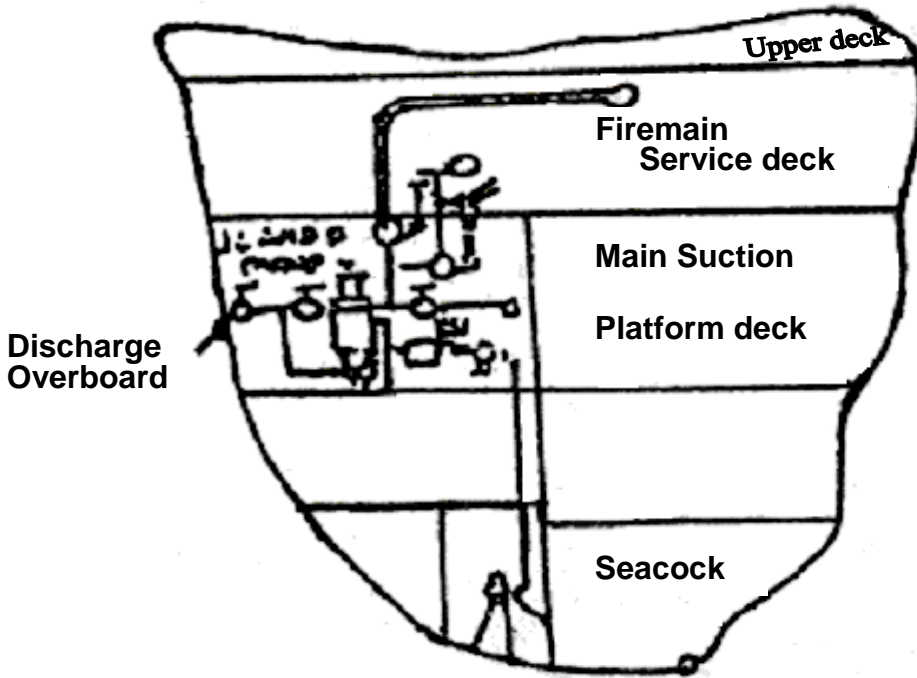 Upper deck
Firemain
Service deck
Main Suction
Platform deck
Discharge
Overboard
Seacock